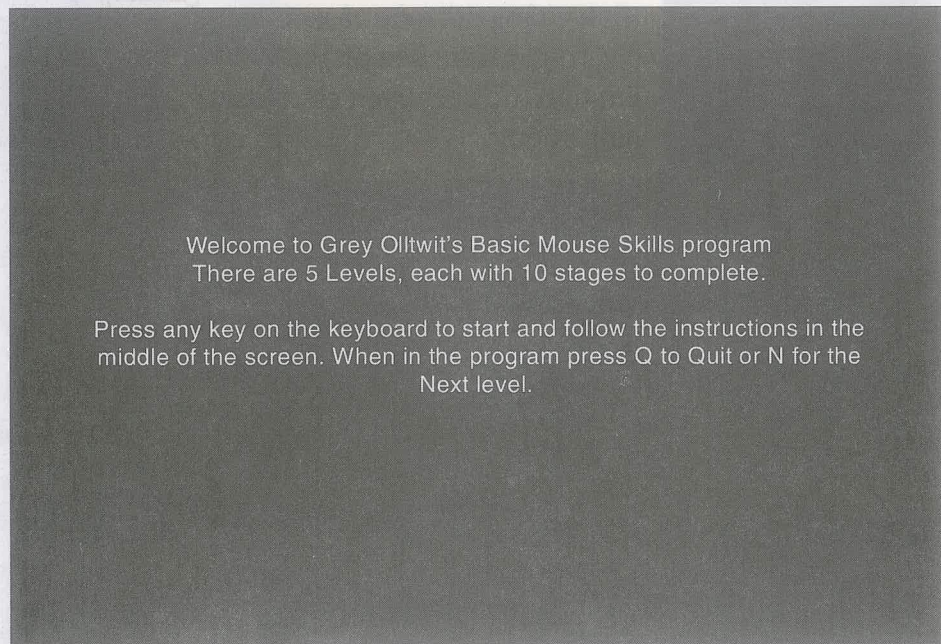 Welcome to Grey Olltwit's Basic Mouse Skills program
There are 5 Levels, each with 10 stages to complete.
Press any key on the keyboard to start and follow the instructions in the
middle of the screen. When in the program press Q to Quit or N for the
Next level.